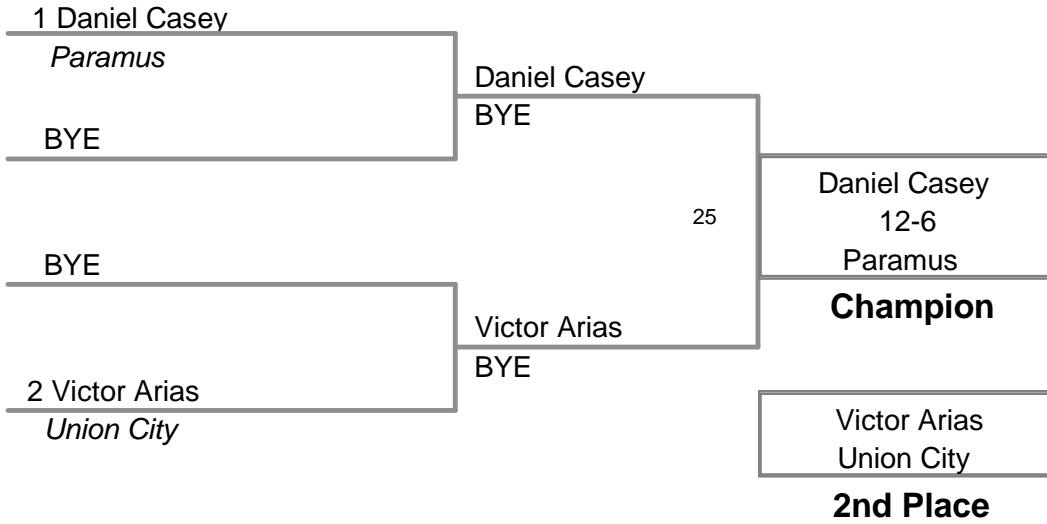 1 Daniel Casey
Paramus
BYE
BYE
2 Victor Arias
Union City
Daniel Casey
BYE
Victor Arias
BYE
25
Daniel Casey
12-6
Paramus
Champion
Victor Arias
Union City
2nd Place